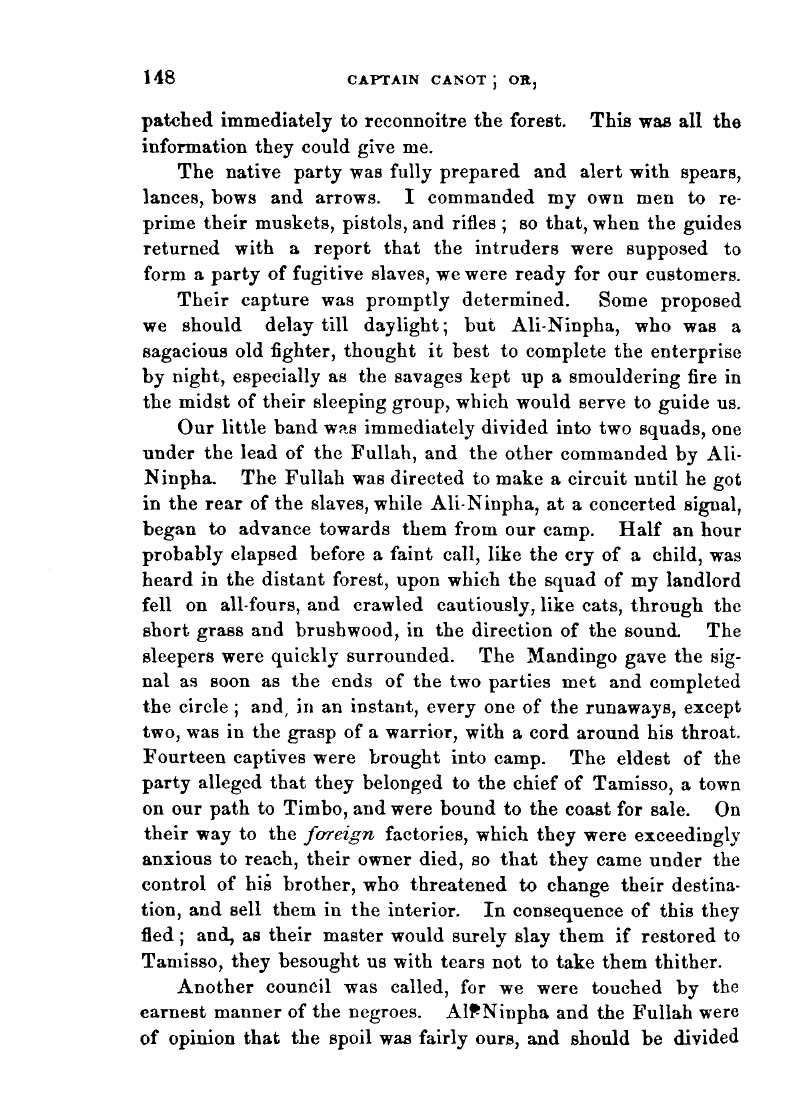 148 CAPTAIN CANOT; OR,
patched immediately to reconnoitre the forest. This was all the
information they could give me.
The native party was fully prepared and alert with spears,
lances, bows and arrows. I commanded my own men to re-
prime their muskets, pistols, and rifles; so that, when the guides
returned with a report that the intruders were supposed to
form a party of fugitive slaves, we were ready for our customers.
Their capture was promptly determined. Some proposed
we should delay till daylight; but Ali-Ninpha, who was a
sagacious old fighter, thought it best to complete the enterprise
by night, especially as the savages kept up a smouldering fire in
the midst of their sleeping group, which would serve to guide us.
Our little band was immediately divided into two squads, one
under the lead of the Fullah, and the other commanded by Ali-
Ninpha. The Fullah was directed to make a circuit until he got
in the rear of the slaves, while Ali-Ninpha, at a concerted signal,
began to advance towards them from our camp. Half an hour
probably elapsed before a faint call, like the cry of a child, was
heard in the distant forest, upon which the squad of my landlord
fell on all-fours, and crawled cautiously, like cats, through the
short grass and brushwood, in the direction of the sound. The
sleepers were quickly surrounded. The Mandingo gave the sig-
nal as soon as the ends of the two parties met and completed
the circle; and, in an instant, every one of the runaways, except
two, was in the grasp of a warrior, with a cord around his throat.
Fourteen captives were brought into camp. The eldest of the
party alleged that they belonged to the chief of Tamisso, a town
on our path to Timbo, and were bound to the coast for sale. On
their way to the foreign factories, which they were exceedingly
anxious to reach, their owner died, so that they came under the
control of his brother, who threatened to change their destina-
tion, and sell them in the interior. In consequence of this they
fled; and, as their master would surely slay them if restored to
Tamisso, they besought us with tears not to take them thither.
Another council was called, for we were touched by the
earnest manner of the negroes. Ali-Ninpha and the Fullah were
of opinion that the spoil was fairly ours, and should be divided